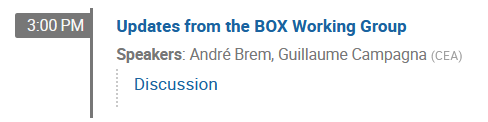 3:00 PM
Updates from the BOX Working Group
Speakers: André Brem, Guillaume Campagna (CEA)
Discussion